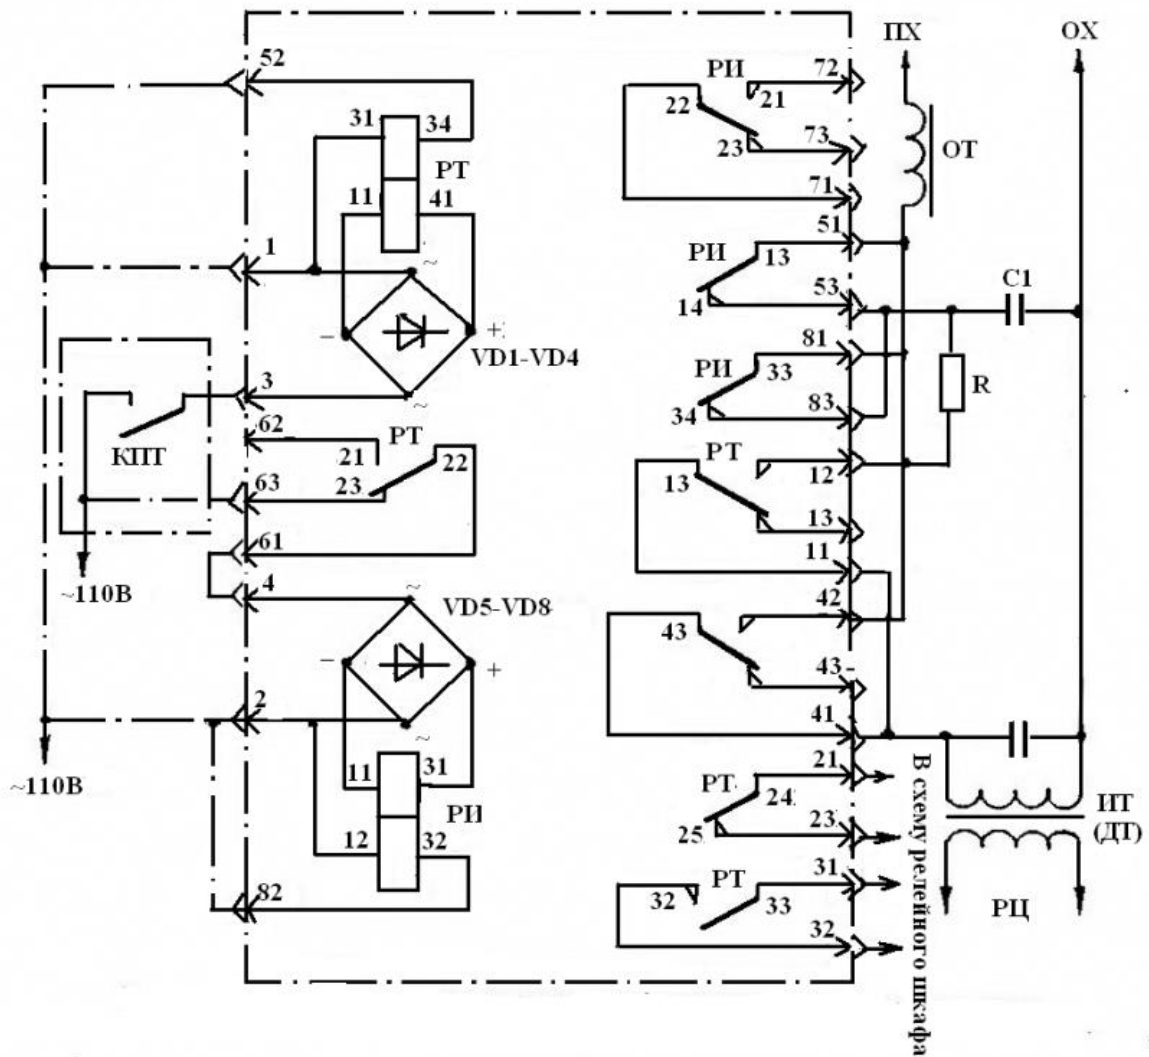 52
31
34
РТ
11
41
1
~
–
+
VD1-VD4
~
3
КПТ
62
РТ
21
22
23
63
61
~110В
4
~
VD5-VD8
–
+
2
~
~110В
11
31
РИ
12
32
82
РИ
72
21
22
73
23
71
51
РИ
13
53
14
81
РИ
33
34
83
РТ
12
13
13
11
42
43
43
41
21
РТ
24
25
23
31
РТ
32
33
32
ПХ
ОХ
ОТ
С1
R
ИТ
(ДТ)
РЦ
В схему релейного шкафа